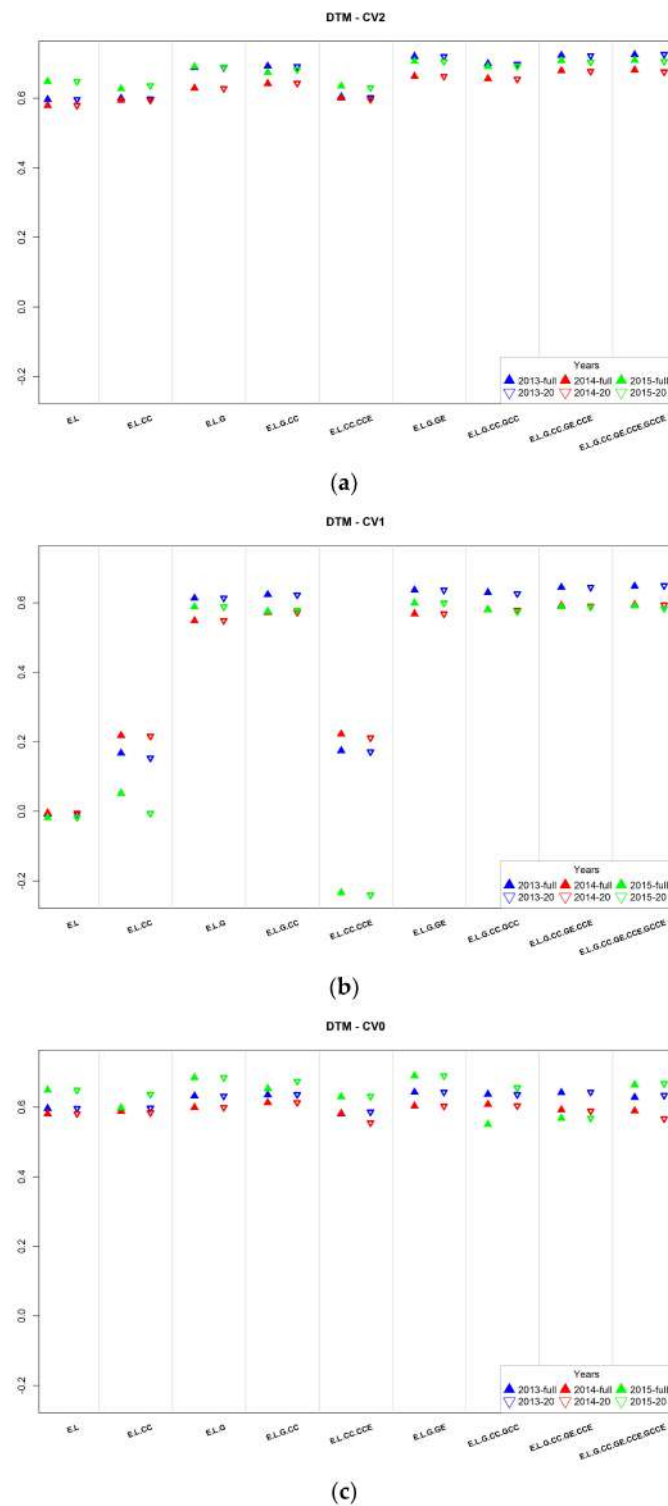 DTM - CV2
0.6
0.4
0.2
0.0
-0.2
Years
2013-full 2014-full 2015-full
2013-20 2014-20 2015-20
E.L E.L.CC E.L.G E.L.G.CC E.L.CC.CCE E.L.G.GE E.L.G.CC.GCC E.L.G.CC.GE.CCE E.L.G.CC.GE.CCE.GCCE
(a)
DTM - CV1
0.6
0.4
0.2
0.0
-0.2
Years
2013-full 2014-full 2015-full
2013-20 2014-20 2015-20
E.L E.L.CC E.L.G E.L.G.CC E.L.CC.CCE E.L.G.GE E.L.G.CC.GCC E.L.G.CC.GE.CCE E.L.G.CC.GE.CCE.GCCE
(b)
DTM - CV0
0.6
0.4
0.2
0.0
-0.2
Years
2013-full 2014-full 2015-full
2013-20 2014-20 2015-20
E.L E.L.CC E.L.G E.L.G.CC E.L.CC.CCE E.L.G.GE E.L.G.CC.GCC E.L.G.CC.GE.CCE E.L.G.CC.GE.CCE.GCCE
(c)